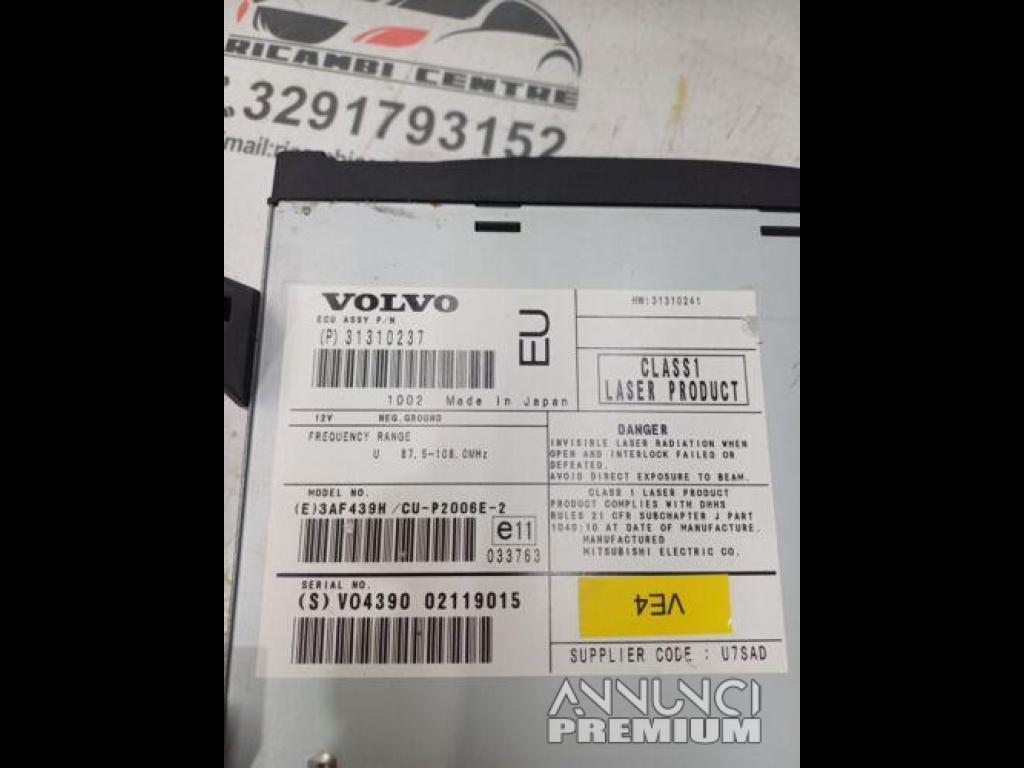 RICAMBI CENTRE
3291793152
VOLVO
ECU ASSY P/N
(P) 31310237
1002 Made in Japan
EU
HW:31310241
CLASS1
LASER PRODUCT
12V NEG.GROUND
FREQUENCY RANGE
U 87.5-108.0MHz
DANGER
INVISIBLE LASER RADIATION WHEN
OPEN AND INTERLOCK FAILED OR
DEFEATED.
AVOID DIRECT EXPOSURE TO BEAM.
MODEL NO.
(E)3AF439H/CU-P2006E-2
e11
033763
CLASS 1 LASER PRODUCT
PRODUCT COMPLIES WITH DHHS
RULES 21 CFR SUBCHAPTER J PART
1040:10 AT DATE OF MANUFACTURE.
MANUFACTURED
MITSUBISHI ELECTRIC CO.
SERIAL NO.
(S) VO4390 02119015
VE4
SUPPLIER CODE : U7SAD
ANNUNCI
PREMIUM